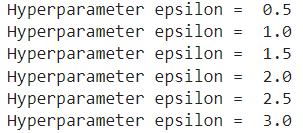 Hyperparameter epsilon =  0.5
Hyperparameter epsilon =  1.0
Hyperparameter epsilon =  1.5
Hyperparameter epsilon =  2.0
Hyperparameter epsilon =  2.5
Hyperparameter epsilon =  3.0